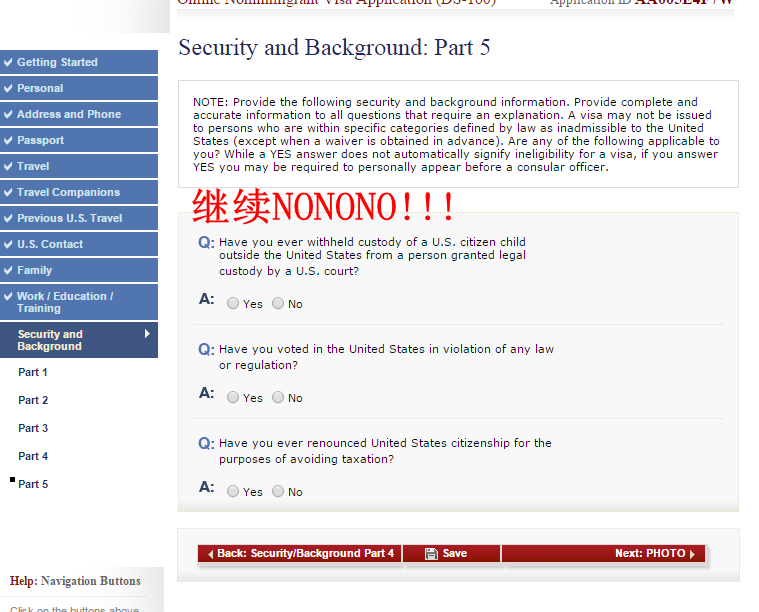 Online Nonimmigrant Visa Application (DS-160)
Application ID
Security and Background: Part 5
Getting Started
Personal
Address and Phone
Passport
Travel
Travel Companions
Previous U.S. Travel
U.S. Contact
Family
Work / Education /
Training
Security and
Background
Part 1
Part 2
Part 3
Part 4
Part 5
Help: Navigation Buttons
Click on the buttons above
NOTE: Provide the following security and background information. Provide complete and
accurate information to all questions that require an explanation. A visa may not be issued
to persons who are within specific categories defined by law as inadmissible to the United
States (except when a waiver is obtained in advance). Are any of the following applicable to
you? While a YES answer does not automatically signify ineligibility for a visa, if you answer
YES you may be required to personally appear before a consular officer.
继续NONONO!!!
Q: Have you ever withheld custody of a U.S. citizen child
outside the United States from a person granted legal
custody by a U.S. court?
A: Yes No
Q: Have you voted in the United States in violation of any law
or regulation?
A: Yes No
Q: Have you ever renounced United States citizenship for the
purposes of avoiding taxation?
A: Yes No
Back: Security/Background Part 4
Save
Next: PHOTO